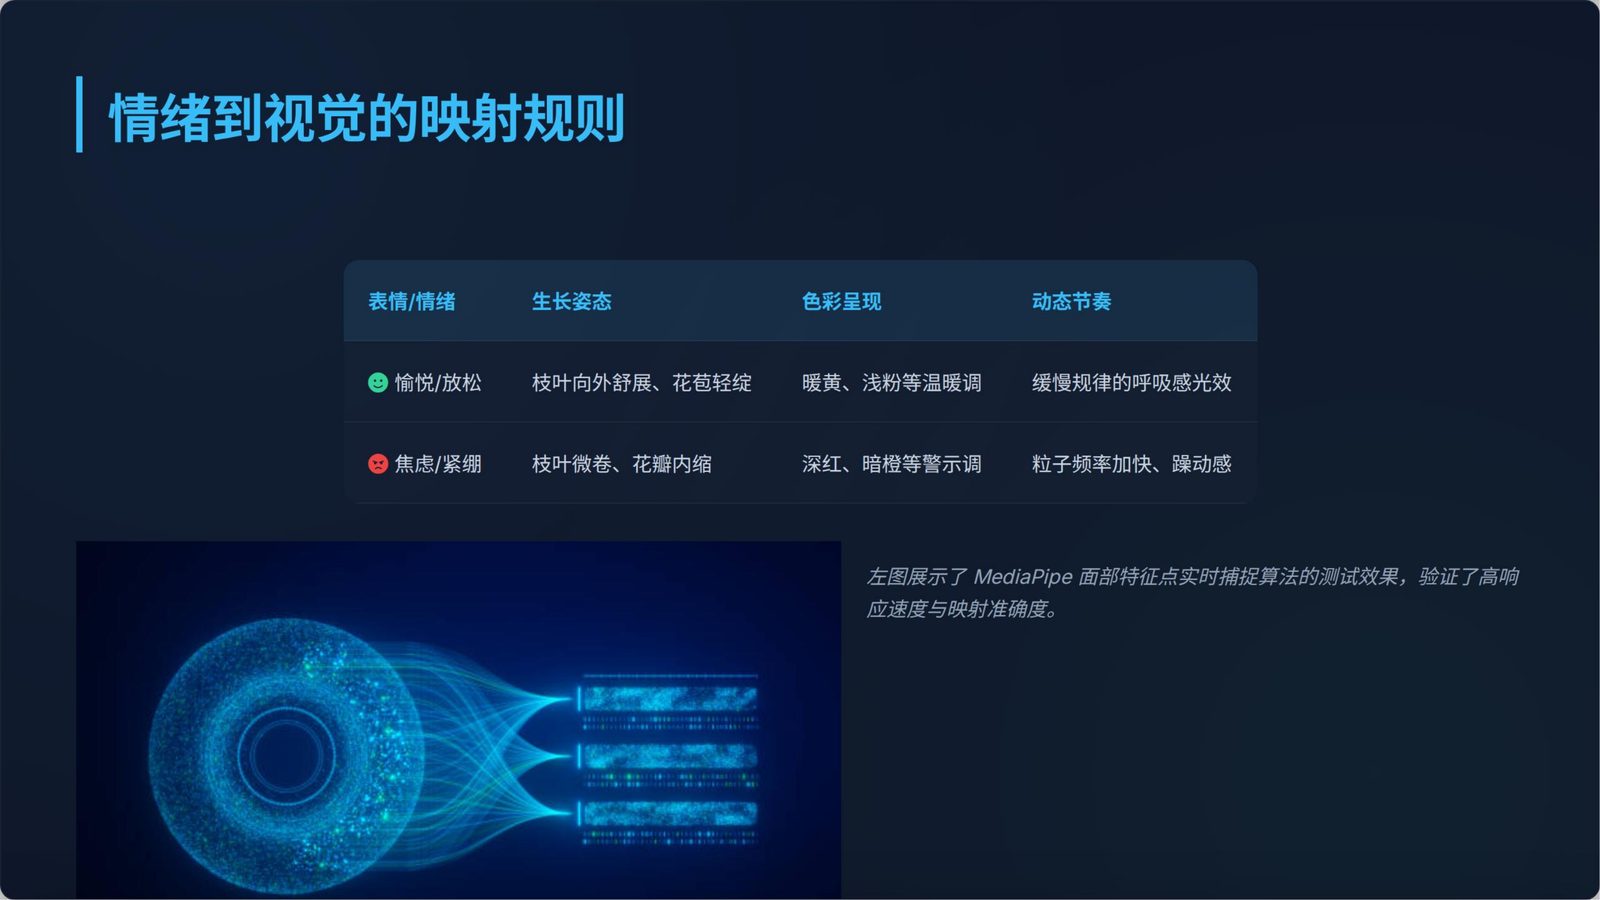 情绪到视觉的映射规则
表情/情绪 生长姿态 色彩呈现 动态节奏
愉悦/放松 枝叶向外舒展、花苞轻绽 暖黄、浅粉等温暖调 缓慢规律的呼吸感光效
焦虑/紧绷 枝叶微卷、花瓣内缩 深红、暗橙等警示调 粒子频率加快、躁动感
左图展示了 MediaPipe 面部特征点实时捕捉算法的测试效果，验证了高响
应速度与映射准确度。